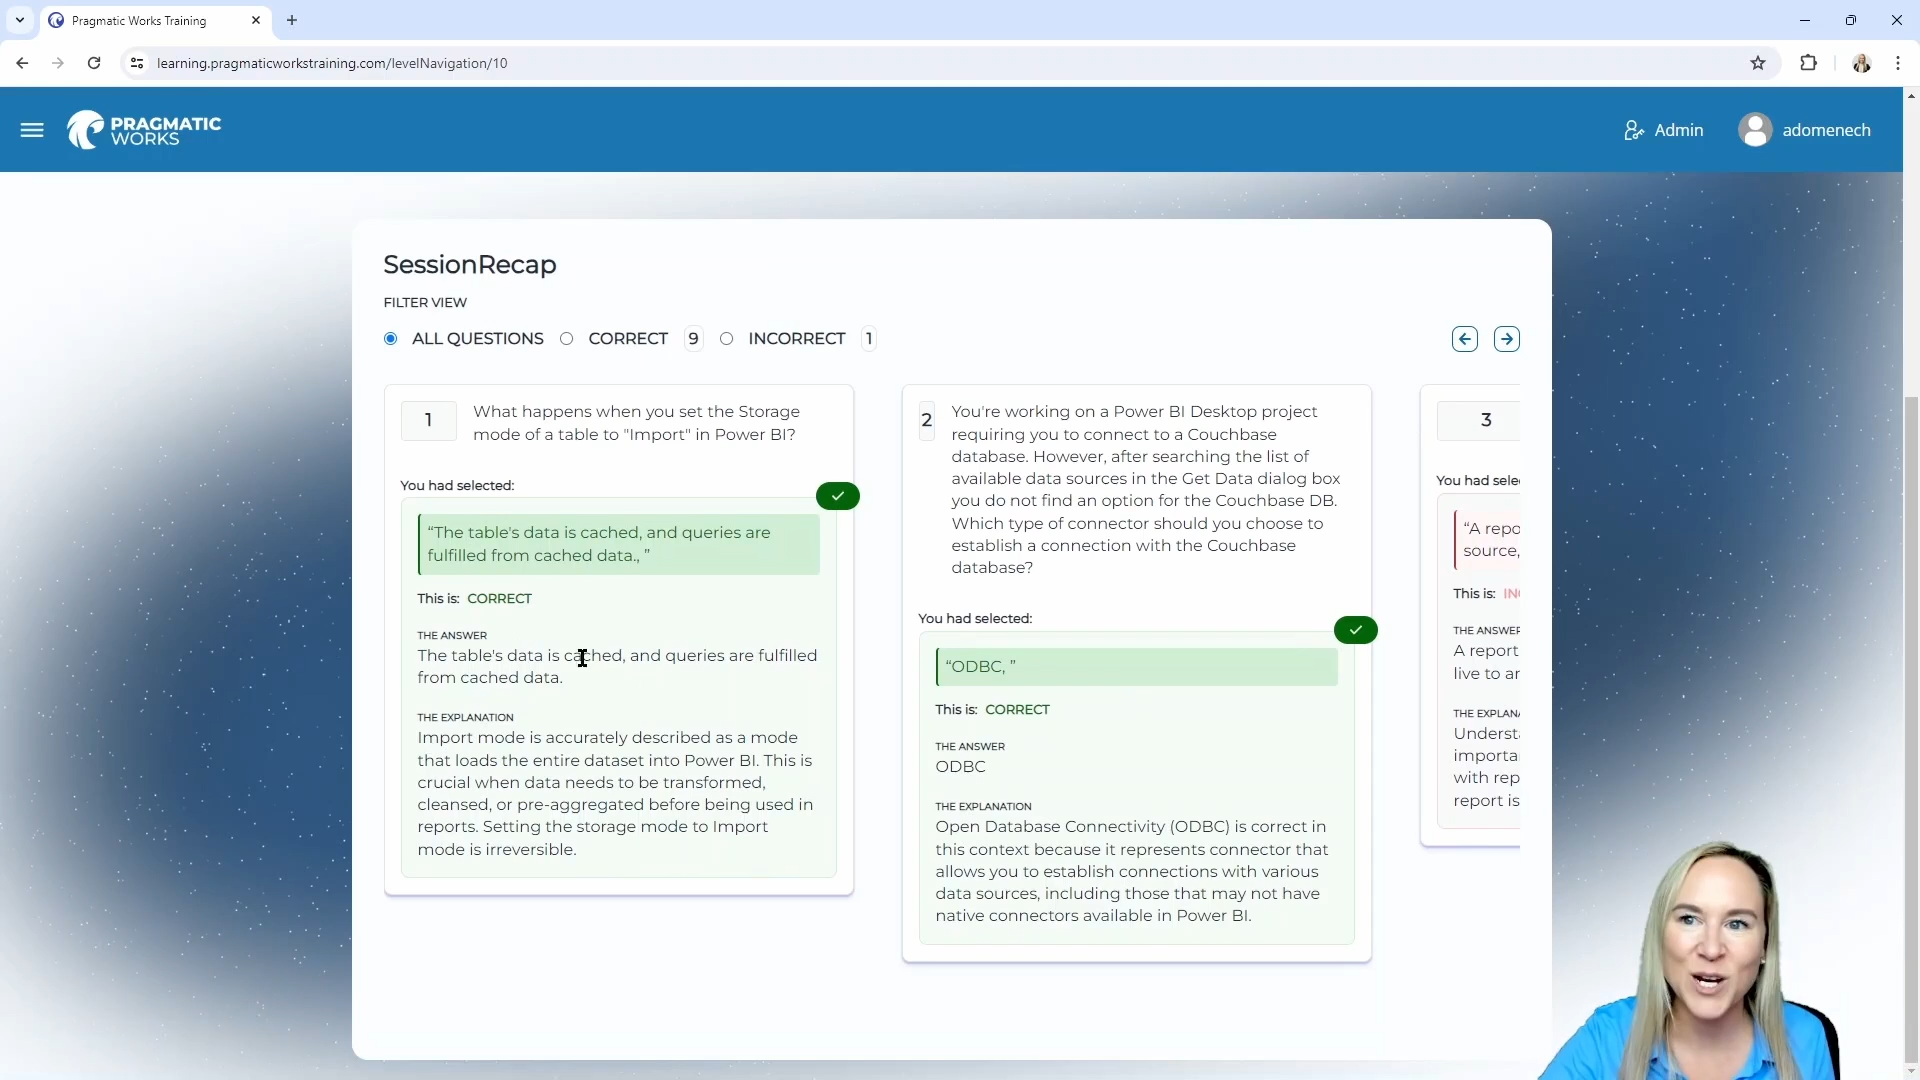 Pragmatic Works Training
learning.pragmaticworkstraining.com/levelNavigation/10
PRAGMATIC
WORKS
Admin
adomenech
SessionRecap
FILTER VIEW
ALL QUESTIONS
CORRECT
9
INCORRECT
1
1
What happens when you set the Storage
mode of a table to "Import" in Power BI?
You had selected:
“The table's data is cached, and queries are
fulfilled from cached data., ”
This is: CORRECT
THE ANSWER
The table's data is cached, and queries are fulfilled
from cached data.
THE EXPLANATION
Import mode is accurately described as a mode
that loads the entire dataset into Power BI. This is
crucial when data needs to be transformed,
cleansed, or pre-aggregated before being used in
reports. Setting the storage mode to Import
mode is irreversible.
2
You're working on a Power BI Desktop project
requiring you to connect to a Couchbase
database. However, after searching the list of
available data sources in the Get Data dialog box
you do not find an option for the Couchbase DB.
Which type of connector should you choose to
establish a connection with the Couchbase
database?
You had selected:
“ODBC, ”
This is: CORRECT
THE ANSWER
ODBC
THE EXPLANATION
Open Database Connectivity (ODBC) is correct in
this context because it represents connector that
allows you to establish connections with various
data sources, including those that may not have
native connectors available in Power BI.
3
You had sele
“A repo
source,
This is: IN
THE ANSWER
A report
live to ar
THE EXPLANA
Understa
importar
with rep
report is